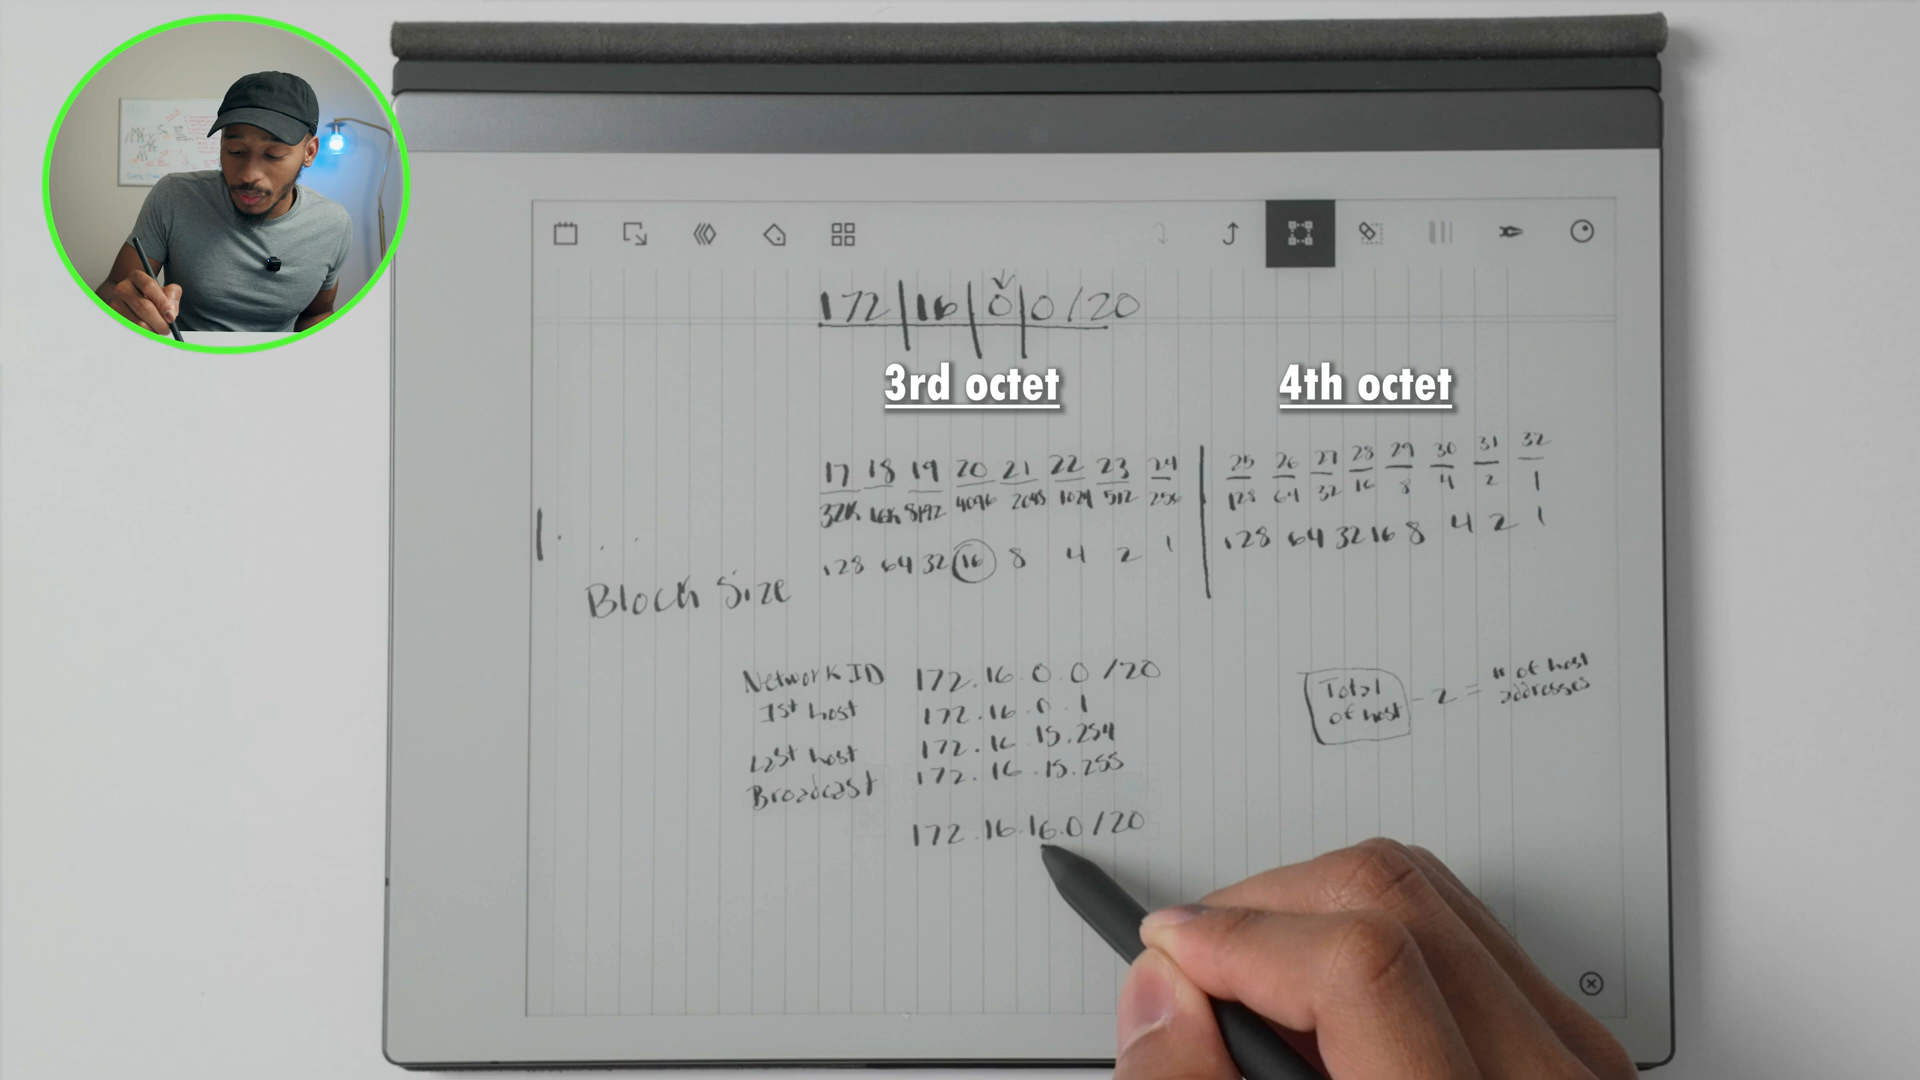 172|16|0|0/20
3rd octet
4th octet
17 18 19 20 21 22 23 24
32K 16K 8192 4096 2048 1024 512 256
128 64 32 16 8 4 2 1
25 26 27 28 29 30 31 32
128 64 32 16 8 4 2 1
128 64 32 16 8 4 2 1
Block Size
Network ID 172.16.0.0/20
1st host 172.16.0.1
Last host 172.16.15.254
Broadcast 172.16.15.255
172.16.16.0/20
Total of host - 2 = # of host addresses